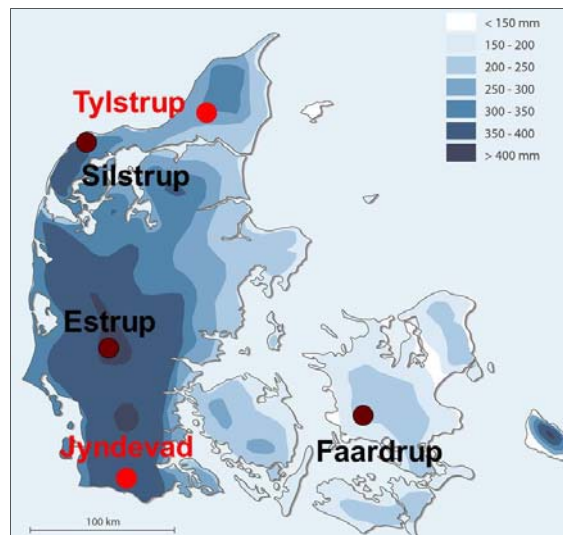 < 150 mm
150 - 200
200 - 250
250 - 300
300 - 350
350 - 400
> 400 mm
Tylstrup
Silstrup
Estrup
Jyndevad
Faardrup
100 km